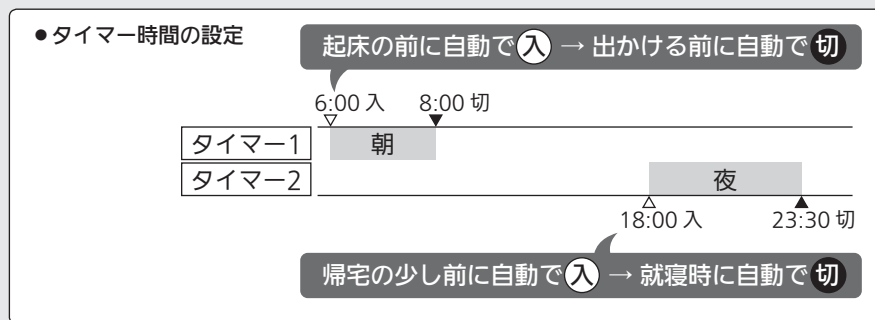 ●タイマー時間の設定
起床の前に自動で入 → 出かける前に自動で切
6:00 入 8:00 切
タイマー1 朝
タイマー2 夜
18:00 入 23:30 切
帰宅の少し前に自動で入 → 就寝時に自動で切